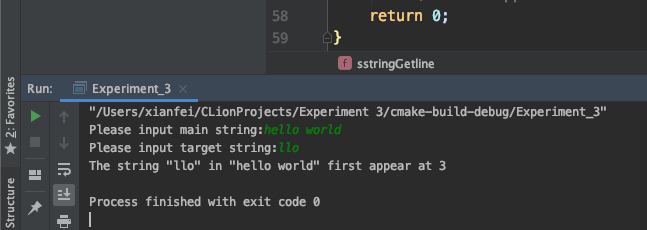 58 return 0;
59 }
sstringGetline
Run: Experiment_3
2: Favorites
Structure
"/Users/xianfei/CLionProjects/Experiment 3/cmake-build-debug/Experiment_3"
Please input main string:hello world
Please input target string:llo
The string "llo" in "hello world" first appear at 3
Process finished with exit code 0